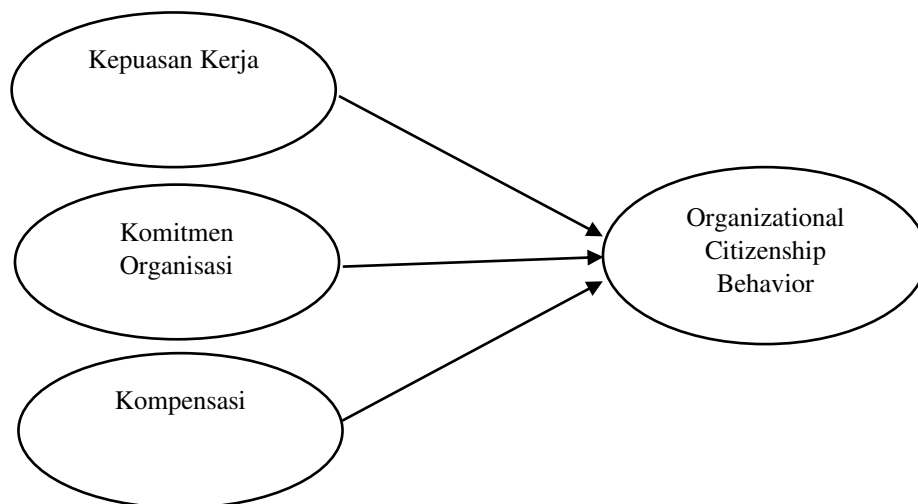 Kepuasan Kerja
Komitmen
Organisasi
Kompensasi
Organizational
Citizenship
Behavior